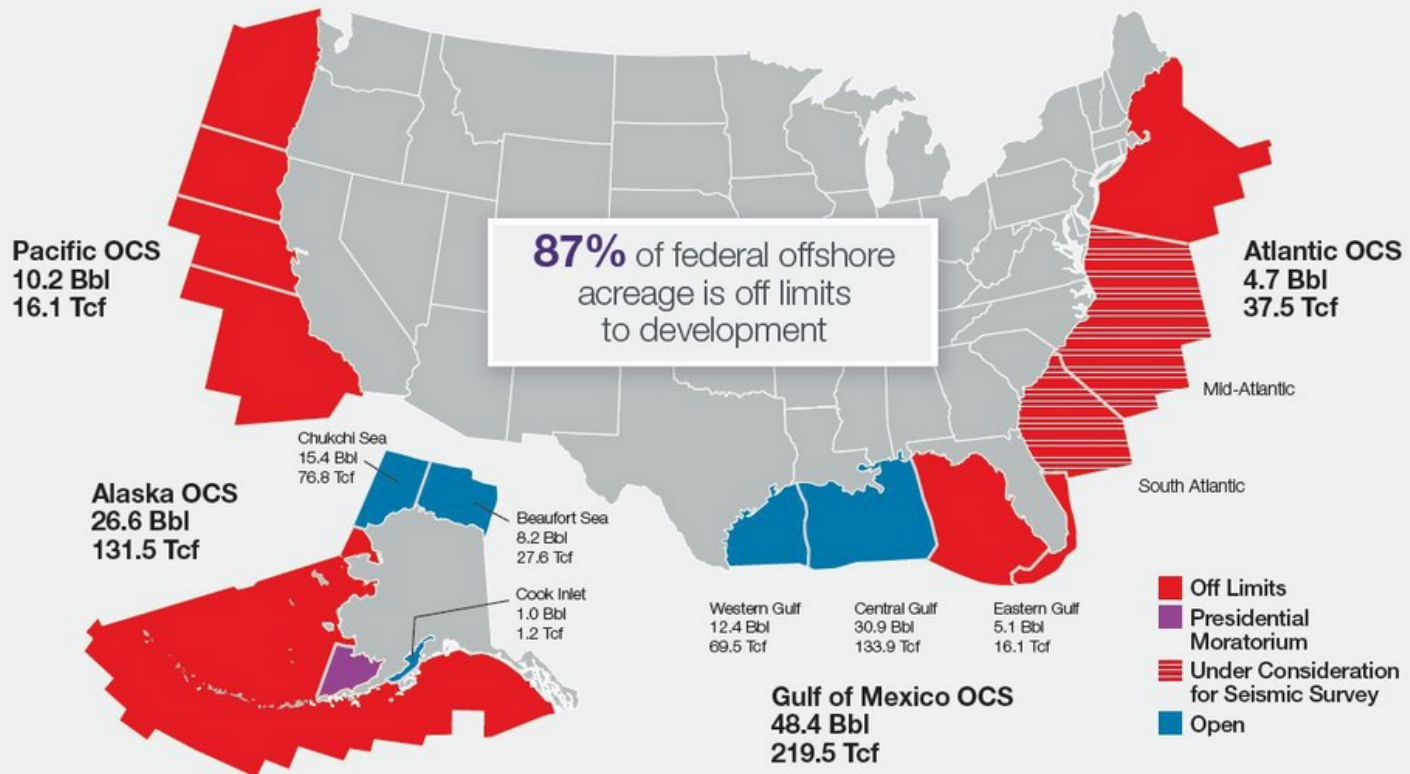 87% of federal offshore
acreage is off limits
to development
Pacific OCS
10.2 Bbl
16.1 Tcf
Atlantic OCS
4.7 Bbl
37.5 Tcf
Mid-Atlantic
South Atlantic
Chukchi Sea
15.4 Bbl
76.8 Tcf
Alaska OCS
26.6 Bbl
131.5 Tcf
Beaufort Sea
8.2 Bbl
27.6 Tcf
Cook Inlet
1.0 Bbl
1.2 Tcf
Western Gulf
12.4 Bbl
69.5 Tcf
Central Gulf
30.9 Bbl
133.9 Tcf
Eastern Gulf
5.1 Bbl
16.1 Tcf
Gulf of Mexico OCS
48.4 Bbl
219.5 Tcf
Off Limits
Presidential
Moratorium
Under Consideration
for Seismic Survey
Open